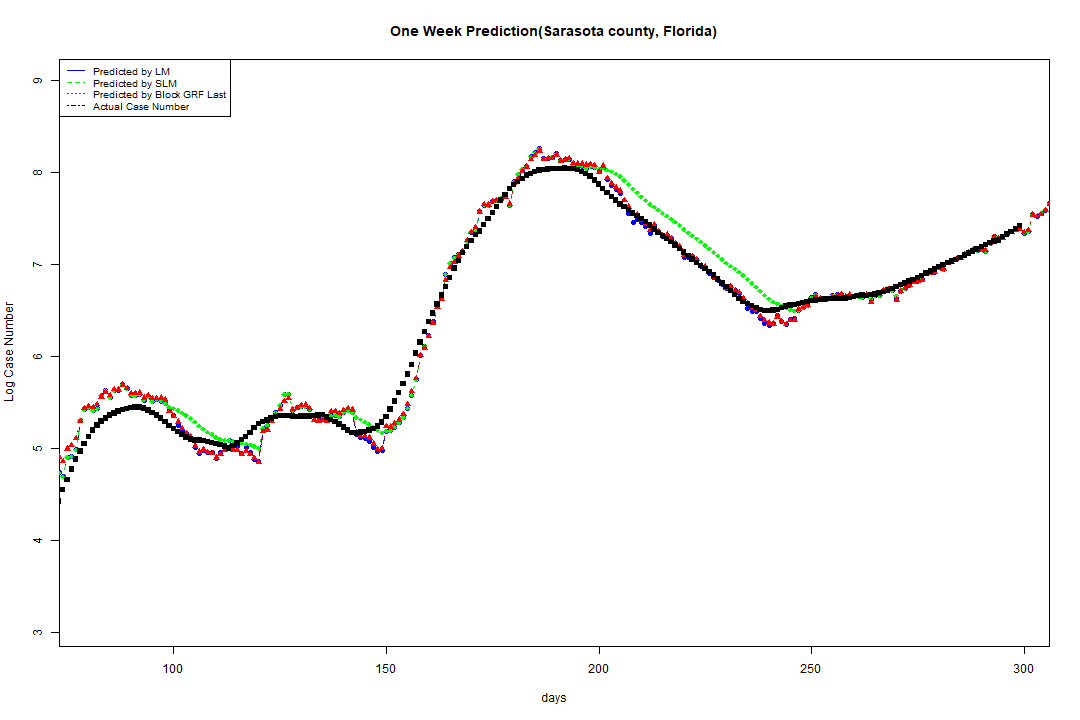 One Week Prediction(Sarasota county, Florida)
Predicted by LM
Predicted by SLM
Predicted by Block GRF Last
Actual Case Number
9
8
7
6
5
4
3
Log Case Number
100 150 200 250 300
days